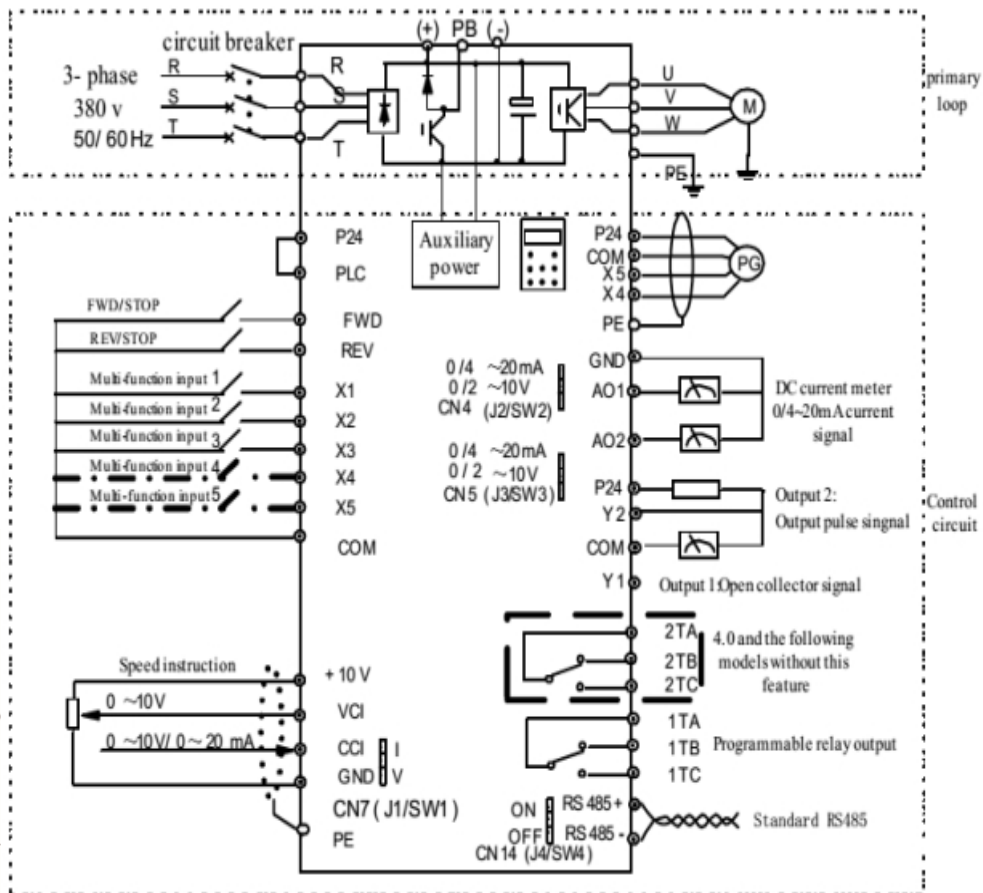 (+) PB (-)
circuit breaker
3- phase
380 v
50/ 60Hz
R
S
T
R
S
T
U
V
W
M
PE
primary
loop
Auxiliary
power
P24
PLC
FWD/STOP
FWD
REV/STOP
REV
Multi-function input 1
X1
Multi-function input 2
X2
Multi-function input 3
X3
Multi-function input 4
X4
Multi-function input 5
X5
COM
P24
COM
X5
X4
PG
PE
0/4 ~20mA
0/2 ~10V
CN4 (J2/SW2)
0/4 ~20mA
0/2 ~10V
CN5 (J3/SW3)
GND
AO1
AO2
DC current meter
0/4~20mA current
signal
P24
Y2
COM
Output 2:
Output pulse singnal
Y1
Output 1:Open collector signal
Control
circuit
2TA
2TB
2TC
4.0 and the following
models without this
feature
1TA
1TB
1TC
Programmable relay output
Speed instruction
+10 V
0 ~10V
VCI
0 ~10V/ 0~ 20 mA
CCI
I
GND
V
CN7 ( J1/SW1)
PE
ON
OFF
RS 485+
RS 485 -
CN 14 (J4/SW4)
Standard RS485